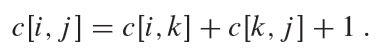 c[i, j] = c[i, k] + c[k, j] + 1 .